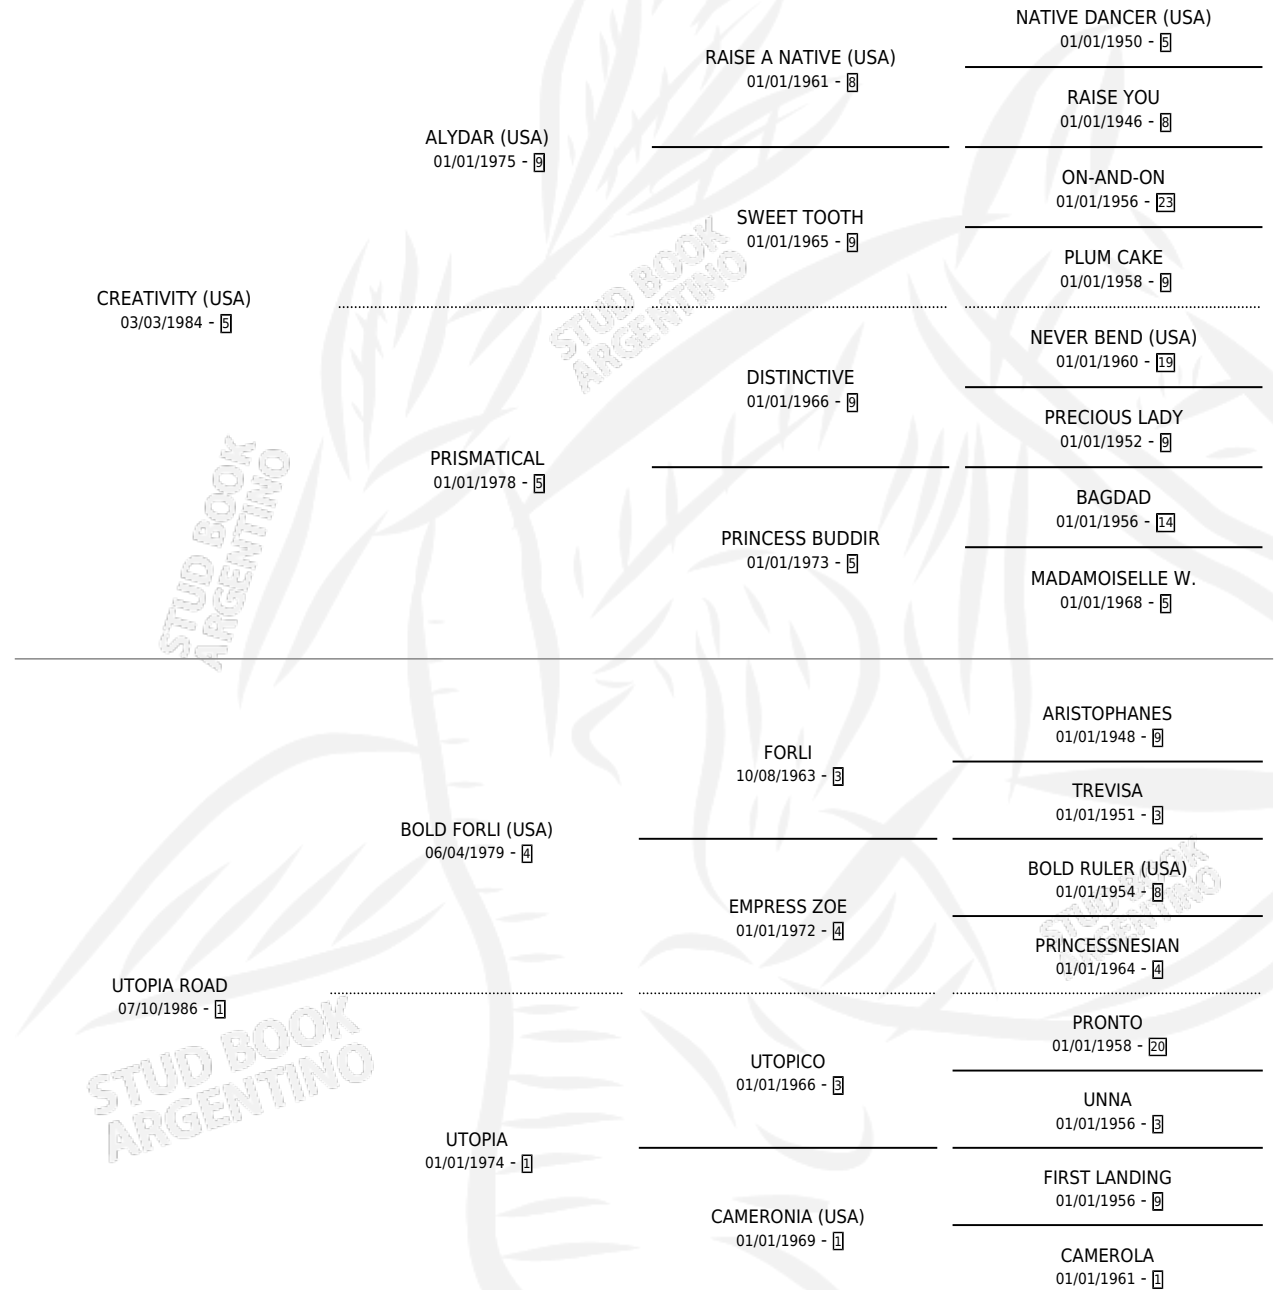 NATIVE DANCER (USA)
01/01/1950 - 5
RAISE A NATIVE (USA)
01/01/1961 - 8
RAISE YOU
01/01/1946 - 8
ALYDAR (USA)
01/01/1975 - 9
ON-AND-ON
01/01/1956 - 23
SWEET TOOTH
01/01/1965 - 9
PLUM CAKE
01/01/1958 - 9
CREATIVITY (USA)
03/03/1984 - 5
NEVER BEND (USA)
01/01/1960 - 19
DISTINCTIVE
01/01/1966 - 9
PRECIOUS LADY
01/01/1952 - 9
PRISMATICAL
01/01/1978 - 5
BAGDAD
01/01/1956 - 14
PRINCESS BUDDIR
01/01/1973 - 5
MADAMOISELLE W.
01/01/1968 - 5
ARISTOPHANES
01/01/1948 - 9
FORLI
10/08/1963 - 3
TREVISA
01/01/1951 - 3
BOLD FORLI (USA)
06/04/1979 - 4
BOLD RULER (USA)
01/01/1954 - 8
EMPRESS ZOE
01/01/1972 - 4
PRINCESSNESIAN
01/01/1964 - 4
UTOPIA ROAD
07/10/1986 - 1
PRONTO
01/01/1958 - 20
UTOPICO
01/01/1966 - 3
UNNA
01/01/1956 - 3
UTOPIA
01/01/1974 - 1
FIRST LANDING
01/01/1956 - 9
CAMERONIA (USA)
01/01/1969 - 1
CAMEROLA
01/01/1961 - 1
STUD BOOK
ARGENTINO
STUD BOOK
ARGENTINO
STUD BOOK
ARGENTINO
STUD BOOK
ARGENTINO